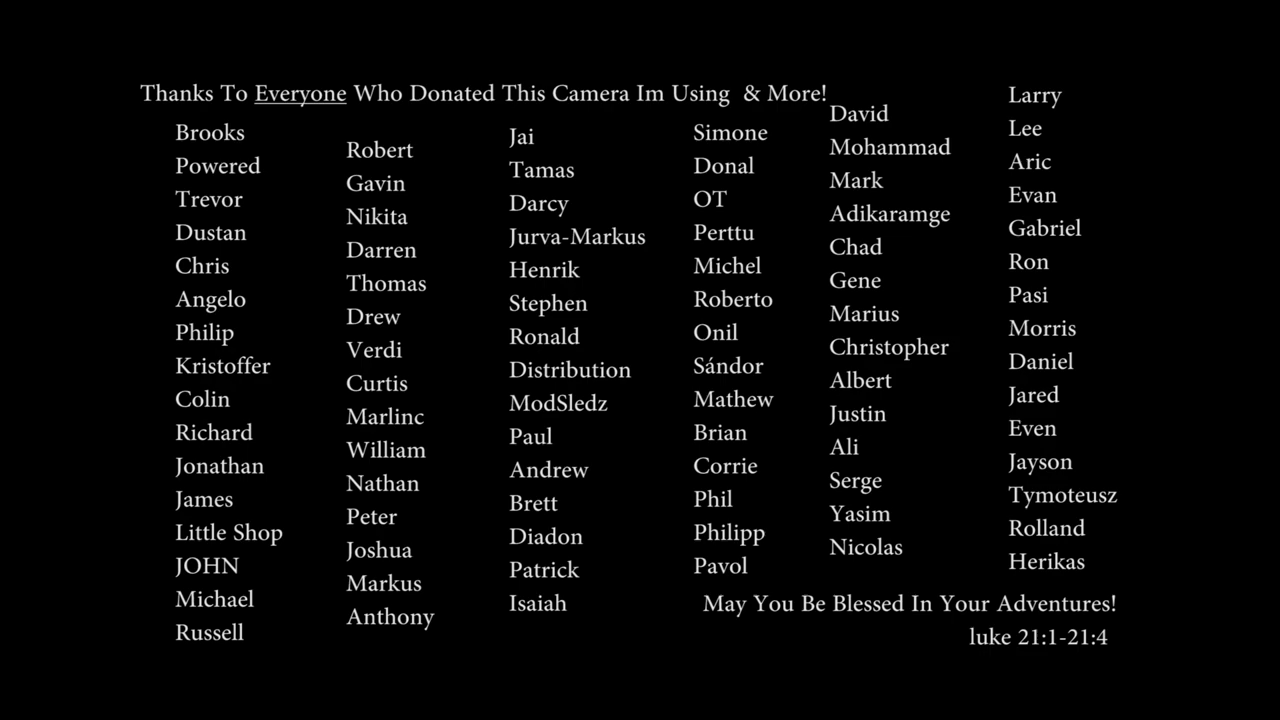 Thanks To Everyone Who Donated This Camera Im Using & More!
Brooks
Powered
Trevor
Dustan
Chris
Angelo
Philip
Kristoffer
Colin
Richard
Jonathan
James
Little Shop
JOHN
Michael
Russell
Robert
Gavin
Nikita
Darren
Thomas
Drew
Verdi
Curtis
Marlinc
William
Nathan
Peter
Joshua
Markus
Anthony
Jai
Tamas
Darcy
Jurva-Markus
Henrik
Stephen
Ronald
Distribution
ModSledz
Paul
Andrew
Brett
Diadon
Patrick
Isaiah
Simone
Donal
OT
Perttu
Michel
Roberto
Onil
Sándor
Mathew
Brian
Corrie
Phil
Philipp
Pavol
David
Mohammad
Mark
Adikaramge
Chad
Gene
Marius
Christopher
Albert
Justin
Ali
Serge
Yasim
Nicolas
Larry
Lee
Aric
Evan
Gabriel
Ron
Pasi
Morris
Daniel
Jared
Even
Jayson
Tymoteusz
Rolland
Herikas
May You Be Blessed In Your Adventures!
luke 21:1-21:4